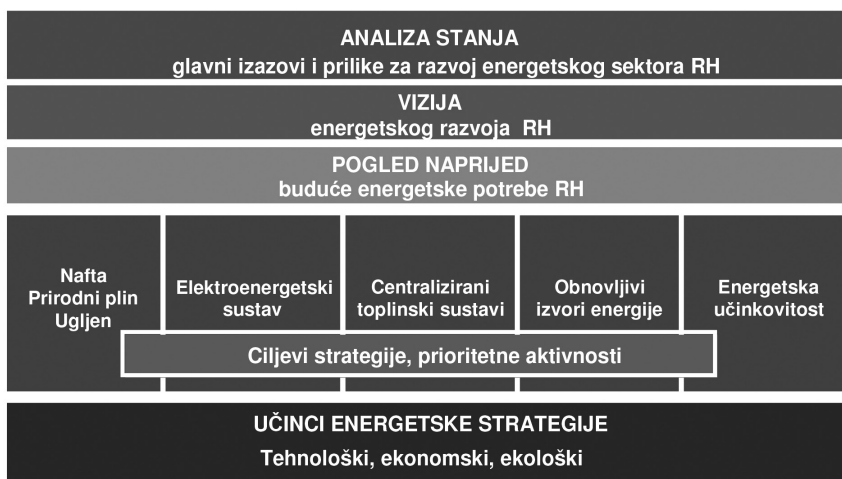 ANALIZA STANJA
glavni izazovi i prilike za razvoj energetskog sektora RH
VIZIJA
energetskog razvoja RH
POGLED NAPRIJED
buduće energetske potrebe RH
Nafta
Prirodni plin
Ugljen
Elektroenergetski
sustav
Centralizirani
toplinski sustavi
Obnovljivi
izvori energije
Energetska
učinkovitost
Ciljevi strategije, prioritetne aktivnosti
UČINCI ENERGETSKE STRATEGIJE
Tehnološki, ekonomski, ekološki